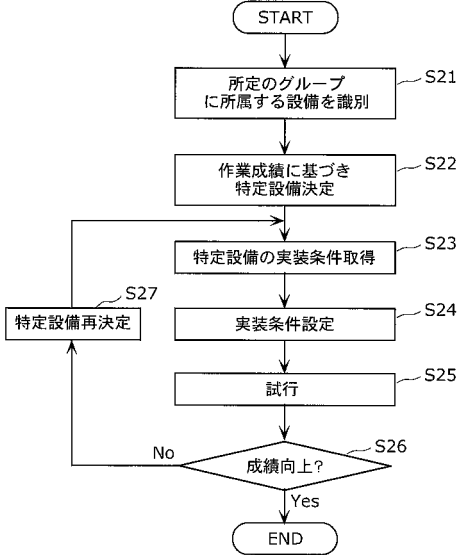 START
所定のグループ
に所属する設備を識別
S21
作業成績に基づき
特定設備決定
S22
特定設備の実装条件取得
S23
特定設備再決定
S27
実装条件設定
S24
試行
S25
成績向上?
S26
No
Yes
END